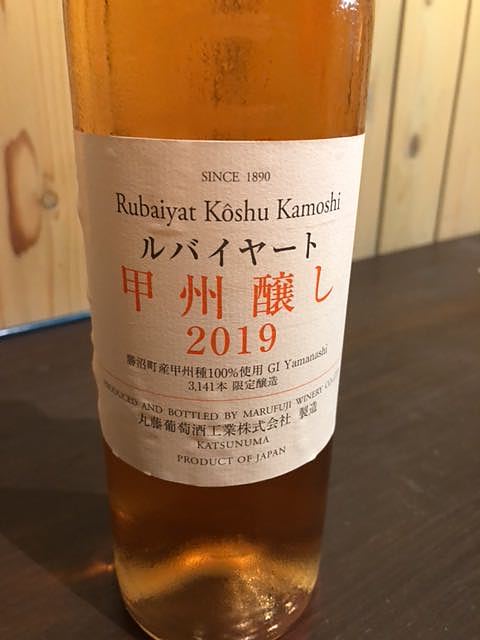 SINCE 1890
Rubaiyat Kôshu Kamoshi
ルバイヤート
甲州醸し
2019
勝沼町産甲州種100%使用 GI Yamanashi
3,141本 限定醸造
PRODUCED AND BOTTLED BY MARUFUJI WINERY CO.,LTD
丸藤葡萄酒工業株式会社 製造
KATSUNUMA
PRODUCT OF JAPAN